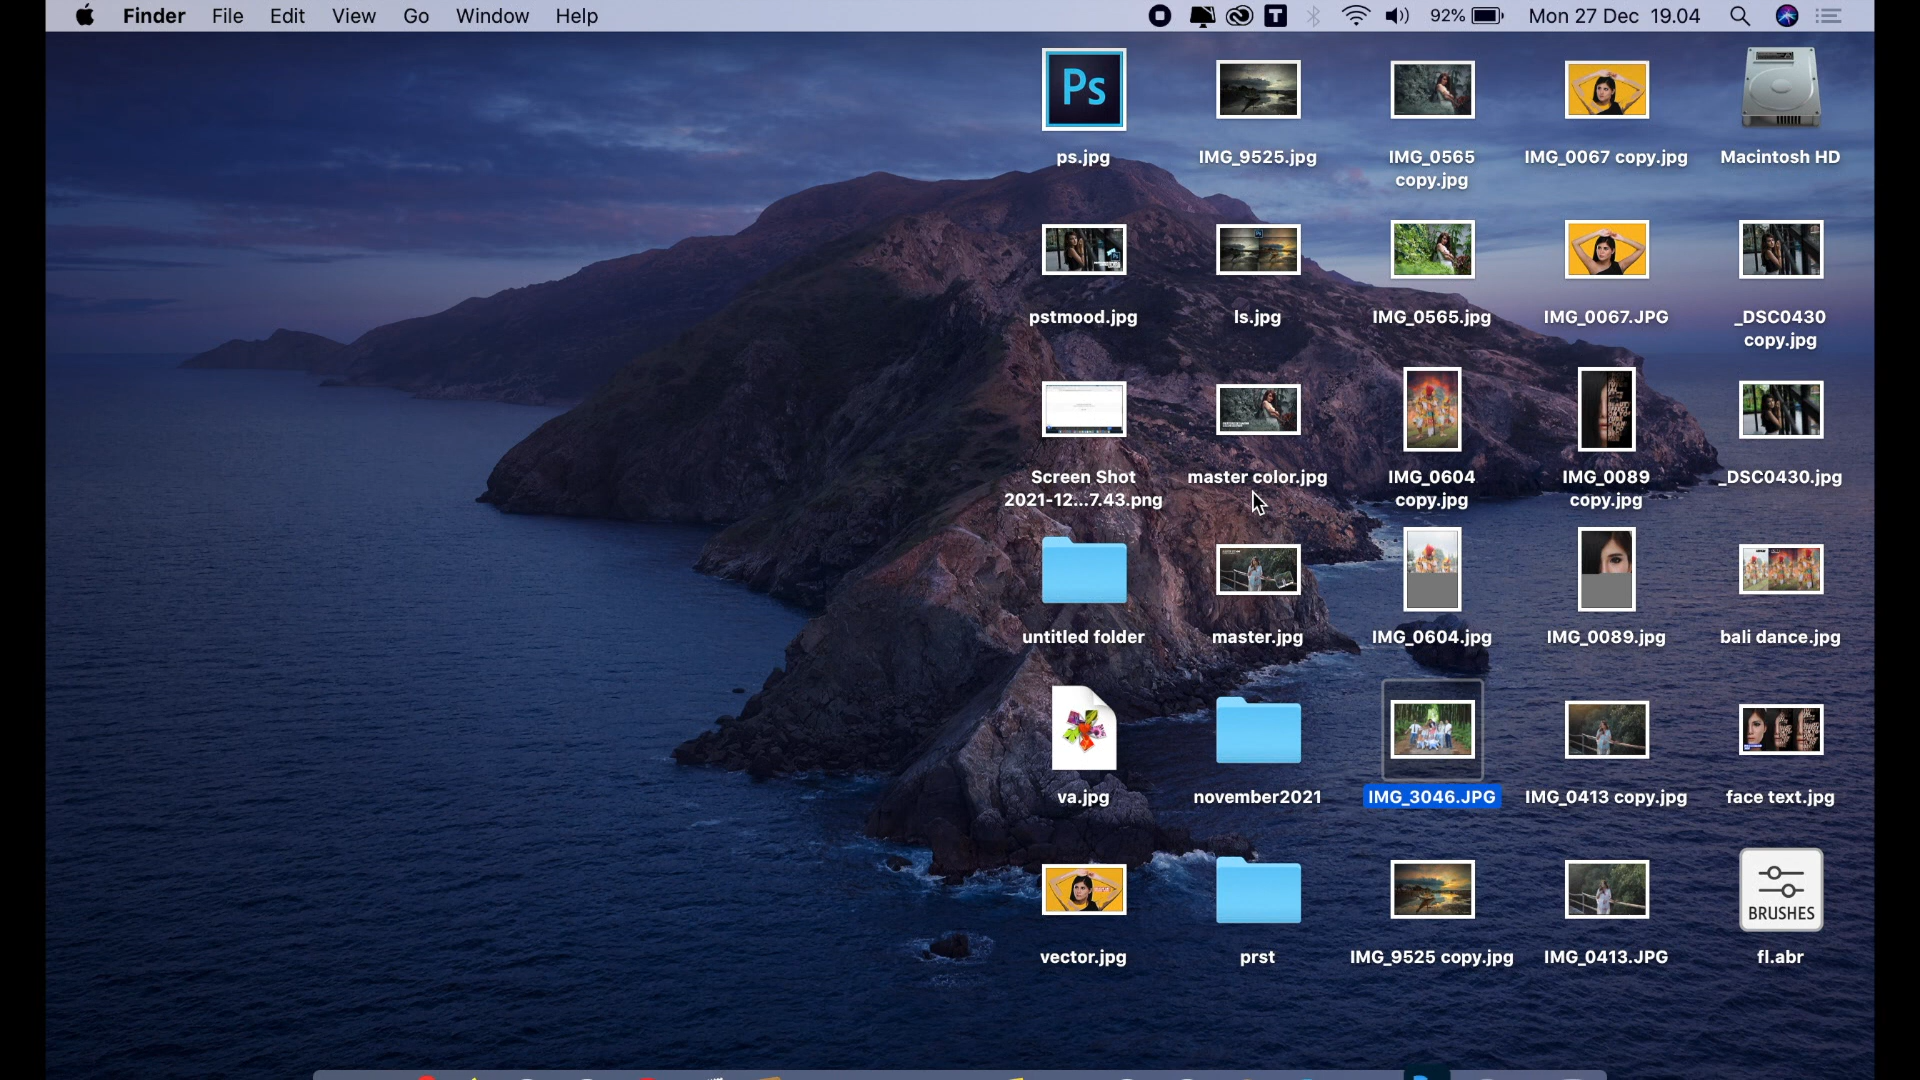 Finder File Edit View Go Window Help
T 92% Mon 27 Dec 19.04
Ps
ps.jpg
IMG_9525.jpg
IMG_0565
copy.jpg
IMG_0067 copy.jpg
Macintosh HD
pstmood.jpg
ls.jpg
IMG_0565.jpg
IMG_0067.JPG
_DSC0430
copy.jpg
Screen Shot
2021-12...7.43.png
master color.jpg
IMG_0604
copy.jpg
IMG_0089
copy.jpg
_DSC0430.jpg
untitled folder
master.jpg
IMG_0604.jpg
IMG_0089.jpg
bali dance.jpg
va.jpg
november2021
IMG_3046.JPG
IMG_0413 copy.jpg
face text.jpg
BRUSHES
vector.jpg
prst
IMG_9525 copy.jpg
IMG_0413.JPG
fl.abr